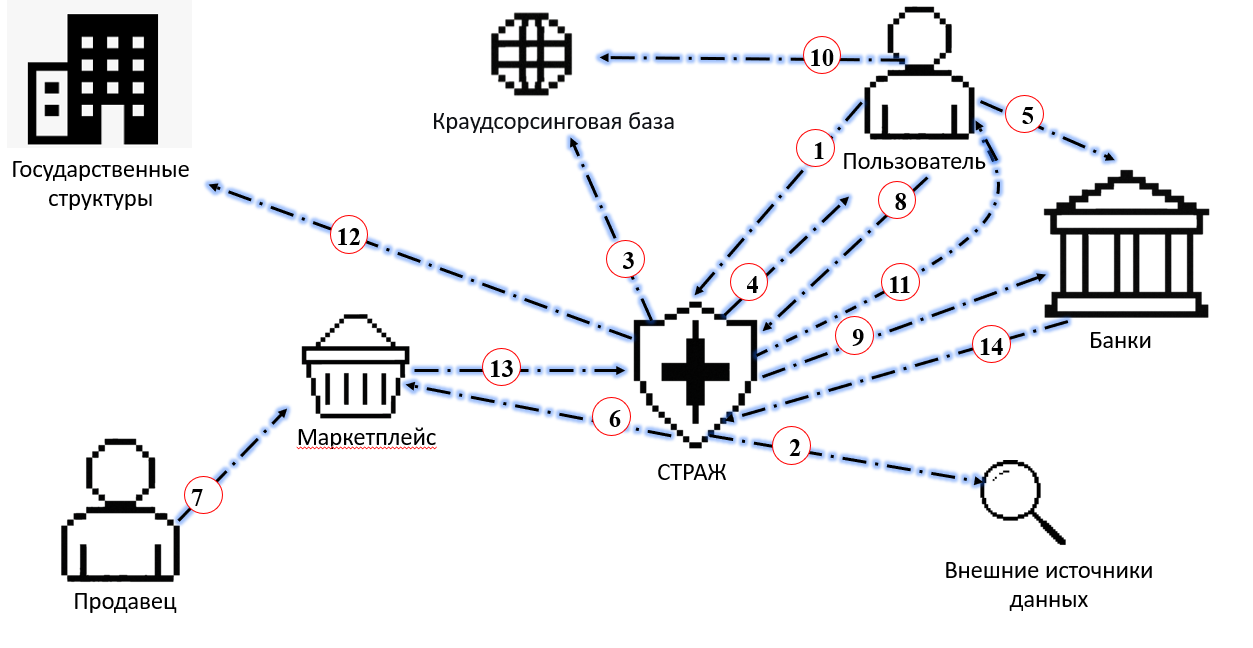 10
Краудсорсинговая база
5
1
Пользователь
Государственные
структуры
8
12
3
4
11
9
14
Банки
13
6
Маркетплейс
2
СТРАЖ
7
Внешние источники
данных
Продавец